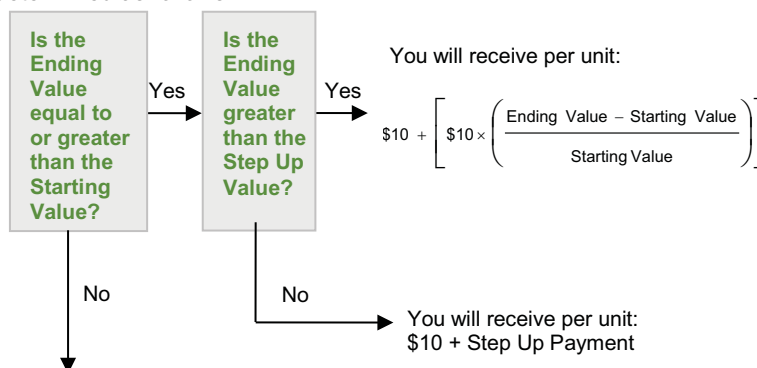 Is the
Ending
Value
equal to
or greater
than the
Starting
Value?
Yes
Is the
Ending
Value
greater
than the
Step Up
Value?
Yes
You will receive per unit:
$10 + [ $10 × ( Ending Value – Starting Value
Starting Value ) ]
No
No
You will receive per unit:
$10 + Step Up Payment